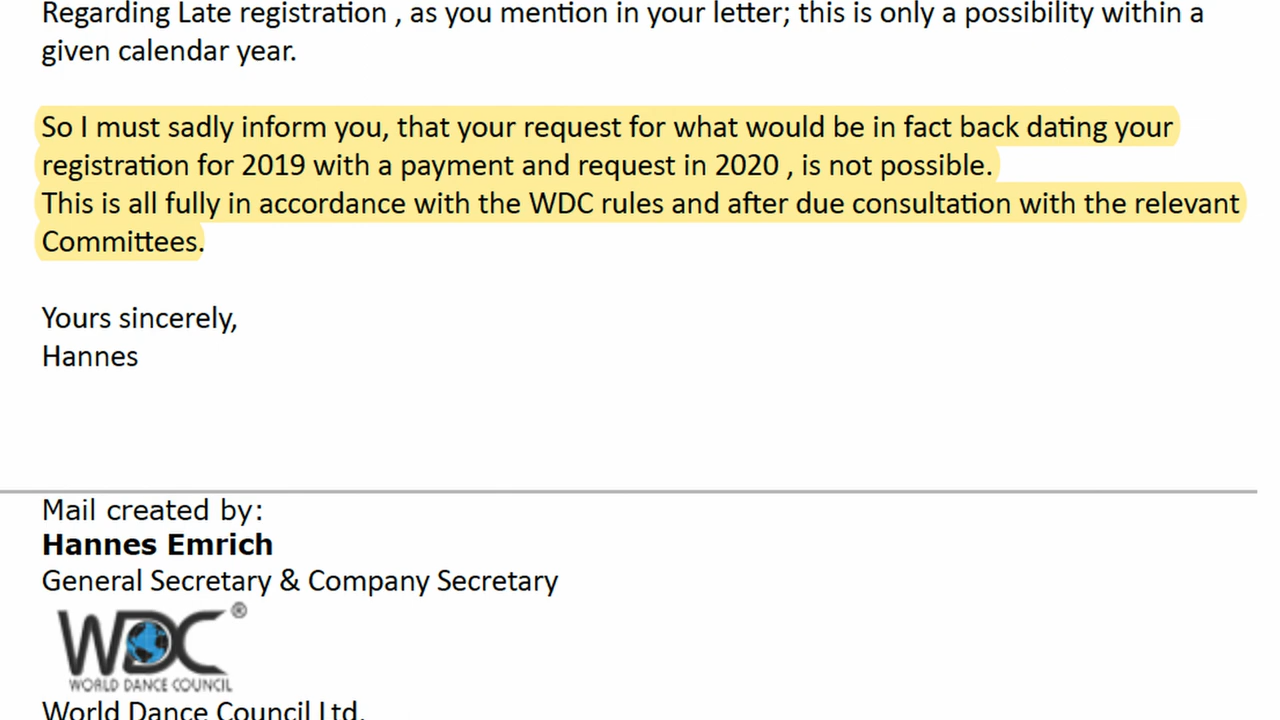 Regarding Late registration , as you mention in your letter; this is only a possibility within a
given calendar year.
So I must sadly inform you, that your request for what would be in fact back dating your
registration for 2019 with a payment and request in 2020 , is not possible.
This is all fully in accordance with the WDC rules and after due consultation with the relevant
Committees.
Yours sincerely,
Hannes
Mail created by:
Hannes Emrich
General Secretary & Company Secretary
WDC®
WORLD DANCE COUNCIL
World Dance Council Ltd.